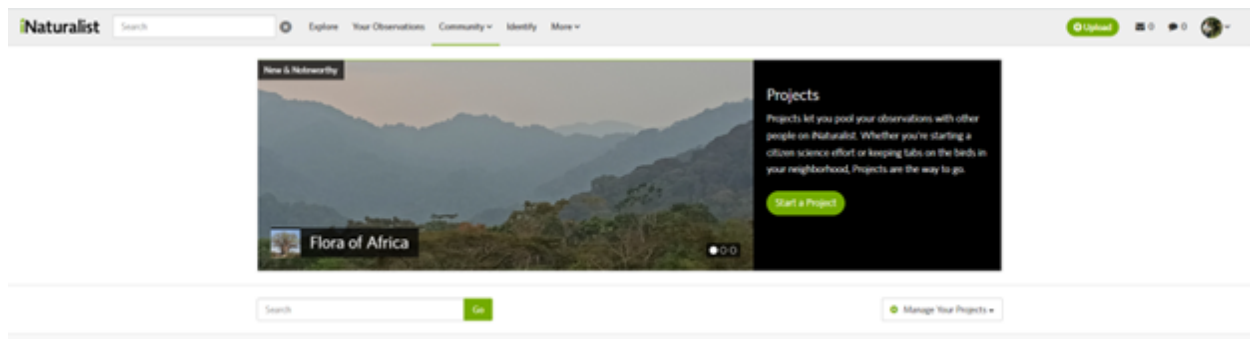 iNaturalist
Search
Explore
Your Observations
Community
Identify
More
Upload
0
0
New & Noteworthy
Flora of Africa
Projects
Projects let you pool your observations with other
people on iNaturalist. Whether you're starting a
citizen science effort or keeping tabs on the birds in
your neighborhood, Projects are the way to go.
Start a Project
Search
Go
Manage Your Projects